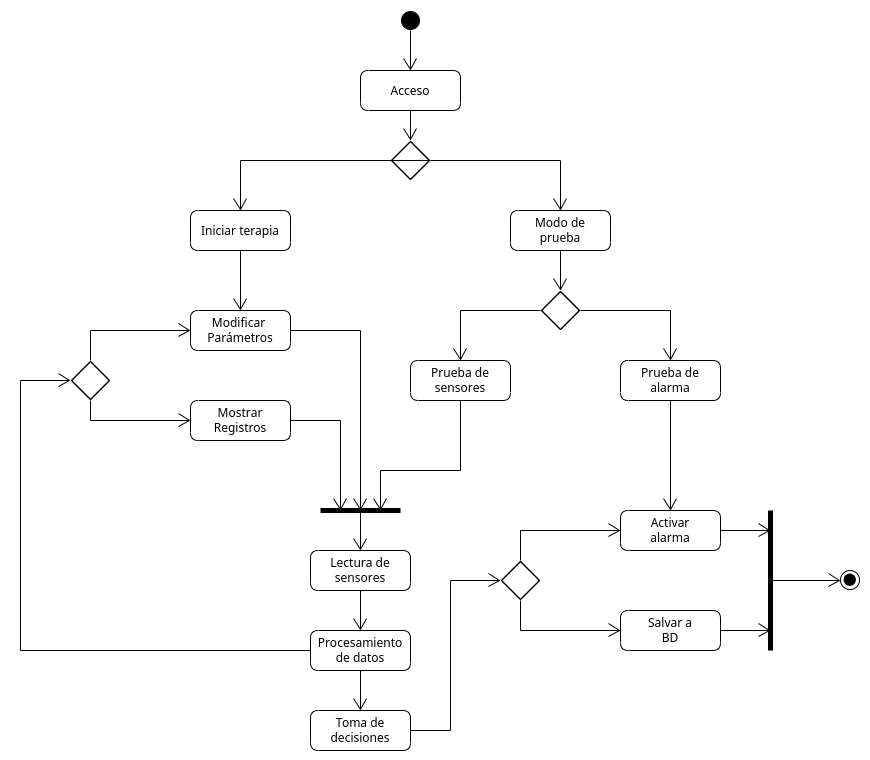 Acceso
Iniciar terapia
Modo de
prueba
Modificar
Parámetros
Prueba de
sensores
Prueba de
alarma
Mostrar
Registros
Activar
alarma
Lectura de
sensores
Salvar a
BD
Procesamiento
de datos
Toma de
decisiones